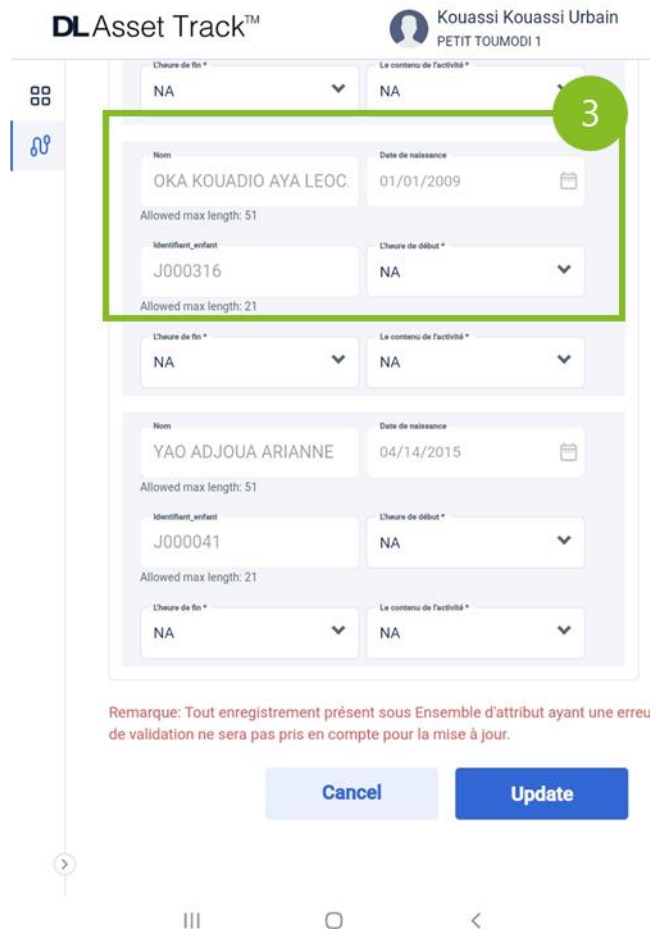 DL Asset Track™
Kouassi Kouassi Urbain
PETIT TOUMODI 1
L'heure de fin *
Le contenu de l'activité *
NA
NA
3
Nom
Date de naissance
OKA KOUADIO AYA LEOC
01/01/2009
Allowed max length: 51
Identifiant_enfant
L'heure de début *
J000316
NA
Allowed max length: 21
L'heure de fin *
Le contenu de l'activité *
NA
NA
Nom
Date de naissance
YAO ADJOUA ARIANNE
04/14/2015
Allowed max length: 51
Identifiant_enfant
L'heure de début *
J000041
NA
Allowed max length: 21
L'heure de fin *
Le contenu de l'activité *
NA
NA
Remarque: Tout enregistrement présent sous Ensemble d'attribut ayant une erreu
de validation ne sera pas pris en compte pour la mise à jour.
Cancel
Update